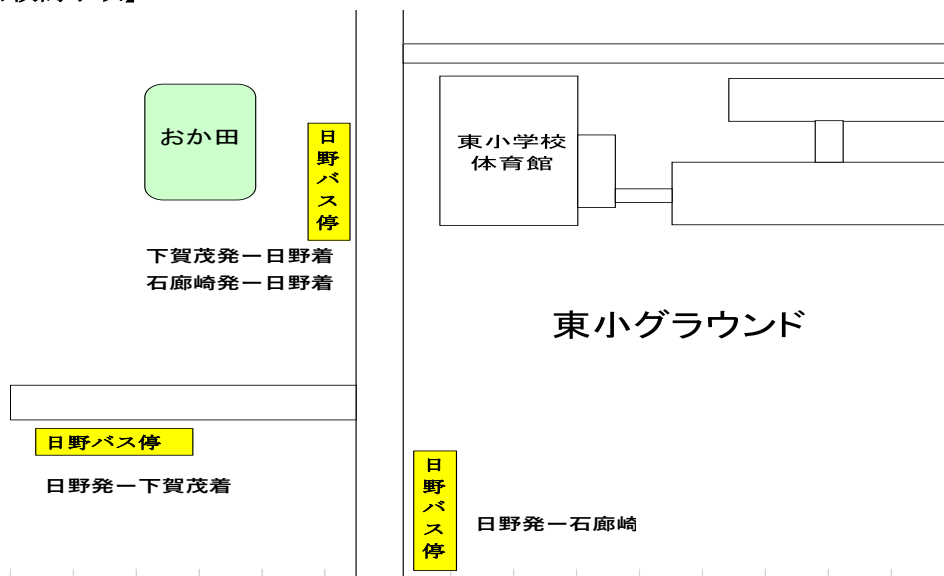 おか田
日野バス停
下賀茂発ー日野着
石廊崎発ー日野着
東小学校
体育館
東小グラウンド
日野バス停
日野発ー下賀茂着
日野バス停
日野発ー石廊崎